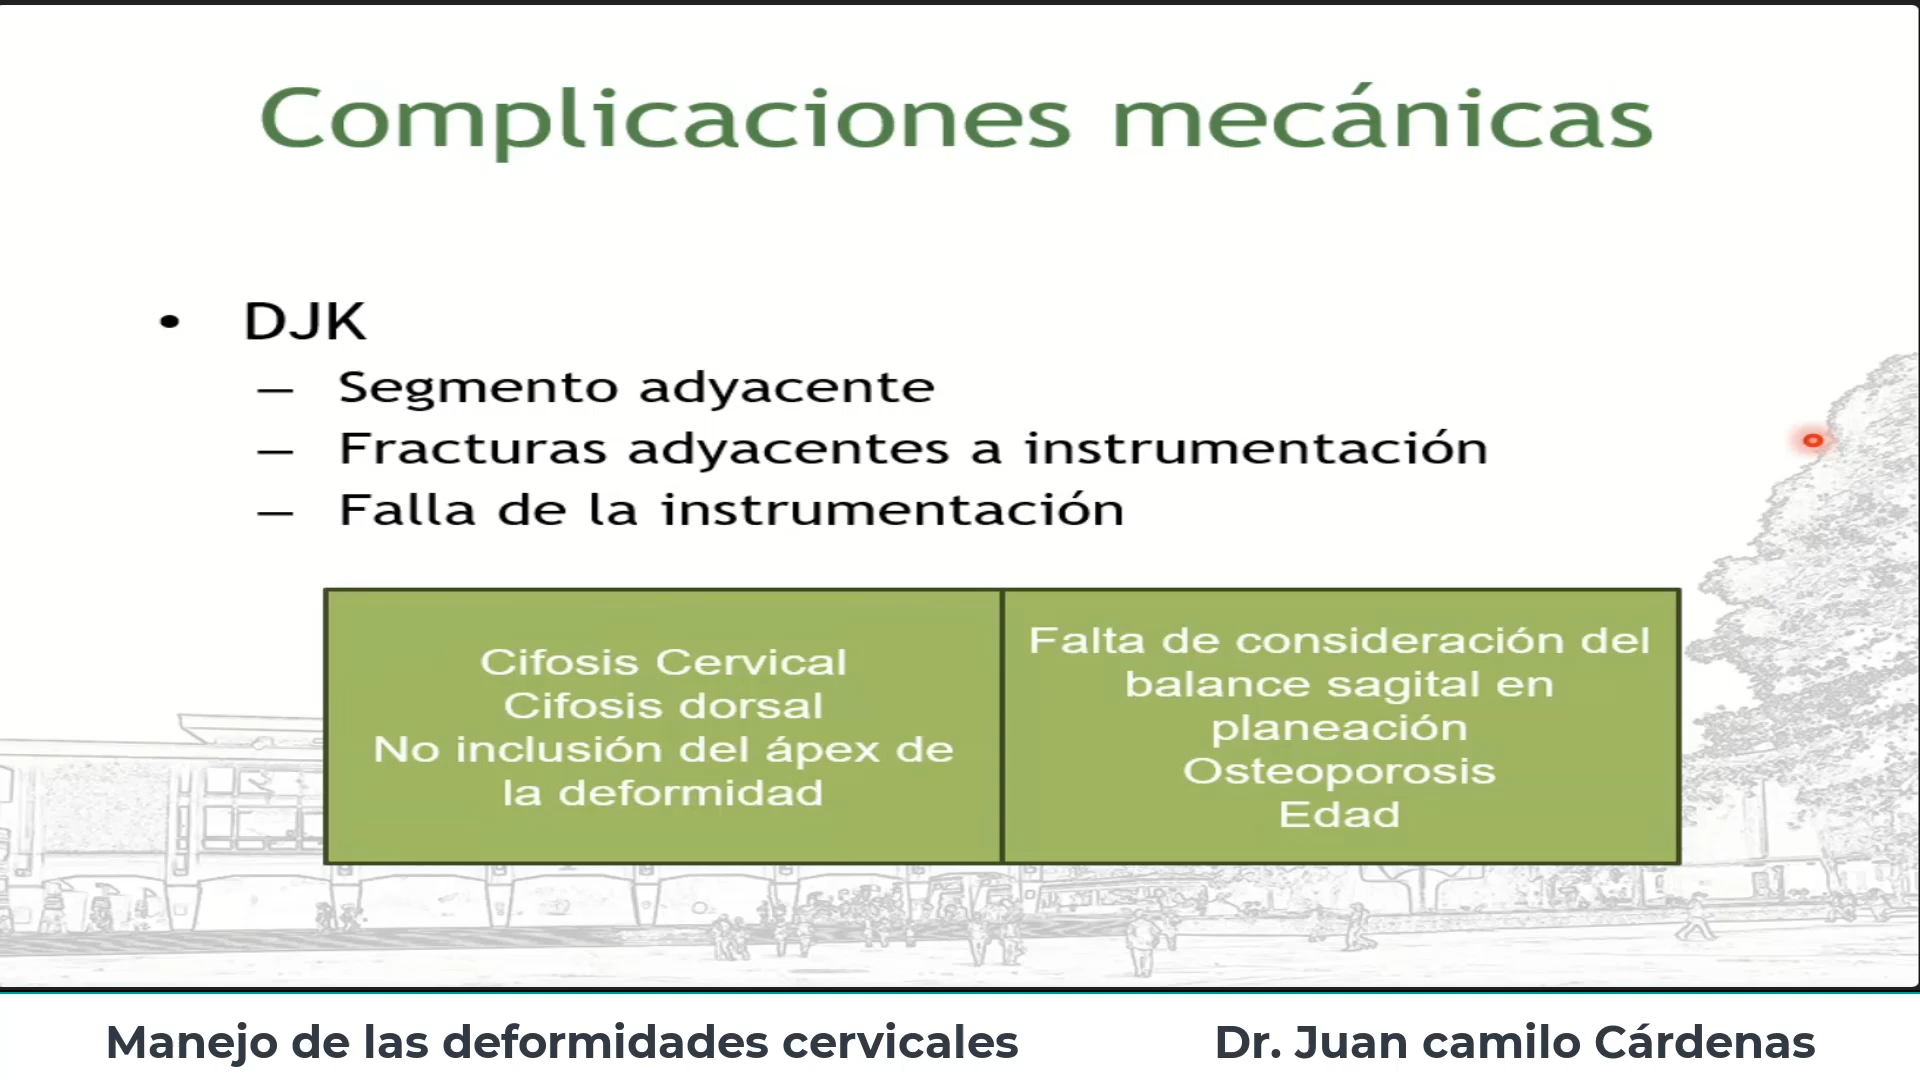 Complicaciones mecánicas
• DJK
– Segmento adyacente
– Fracturas adyacentes a instrumentación
– Falla de la instrumentación
Cifosis Cervical
Cifosis dorsal
No inclusión del ápex de
la deformidad
Falta de consideración del
balance sagital en
planeación
Osteoporosis
Edad
Manejo de las deformidades cervicales
Dr. Juan camilo Cárdenas